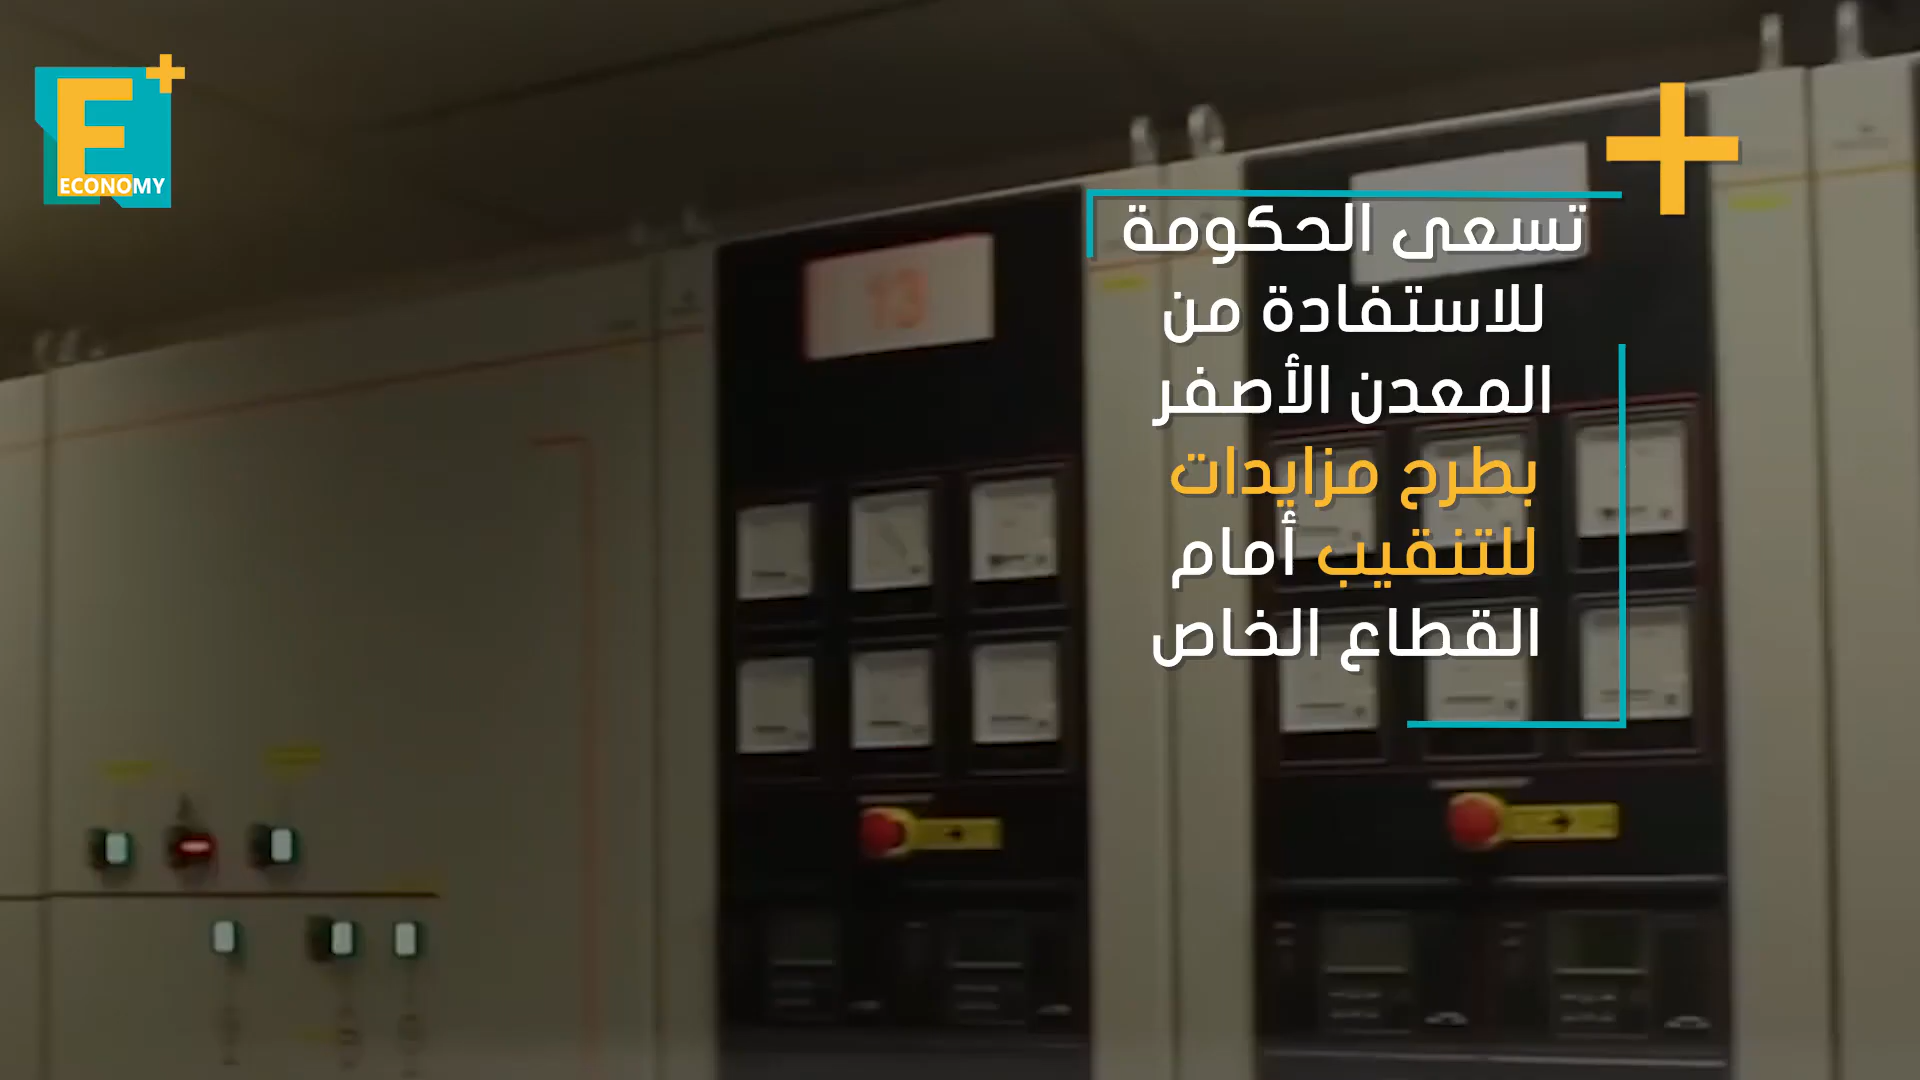 E+
ECONOMY
13
تسعى الحكومة
للاستفادة من
المعدن الأصفر
بطرح مزايدات
للتنقيب أمام
القطاع الخاص